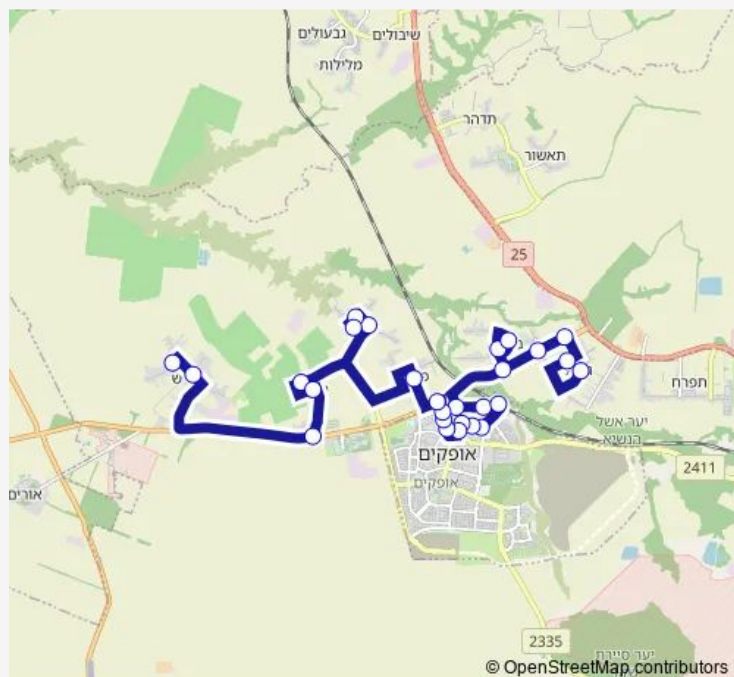 גבעולים
שיבולים
מלילות
תדהר
תאשור
25
תפרח
יער אשל
הנשיא
אופקים
אופקים
2411
אורים
2335
יער סיירת
© OpenStreetMap contributors